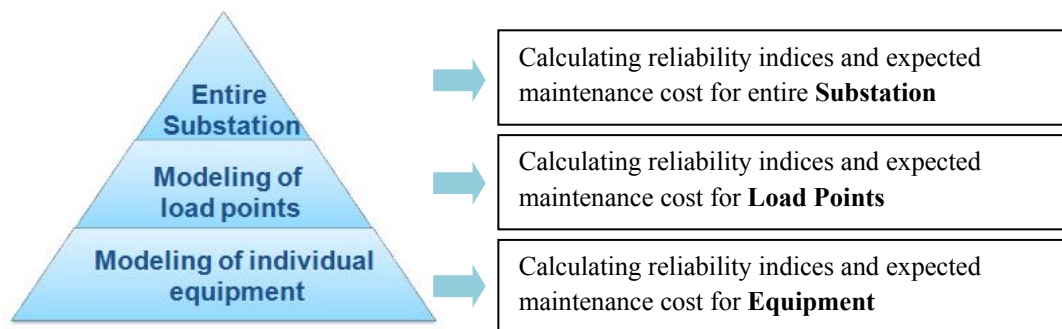 Entire
Substation
Calculating reliability indices and expected
maintenance cost for entire Substation
Modeling of
load points
Calculating reliability indices and expected
maintenance cost for Load Points
Modeling of individual
equipment
Calculating reliability indices and expected
maintenance cost for Equipment